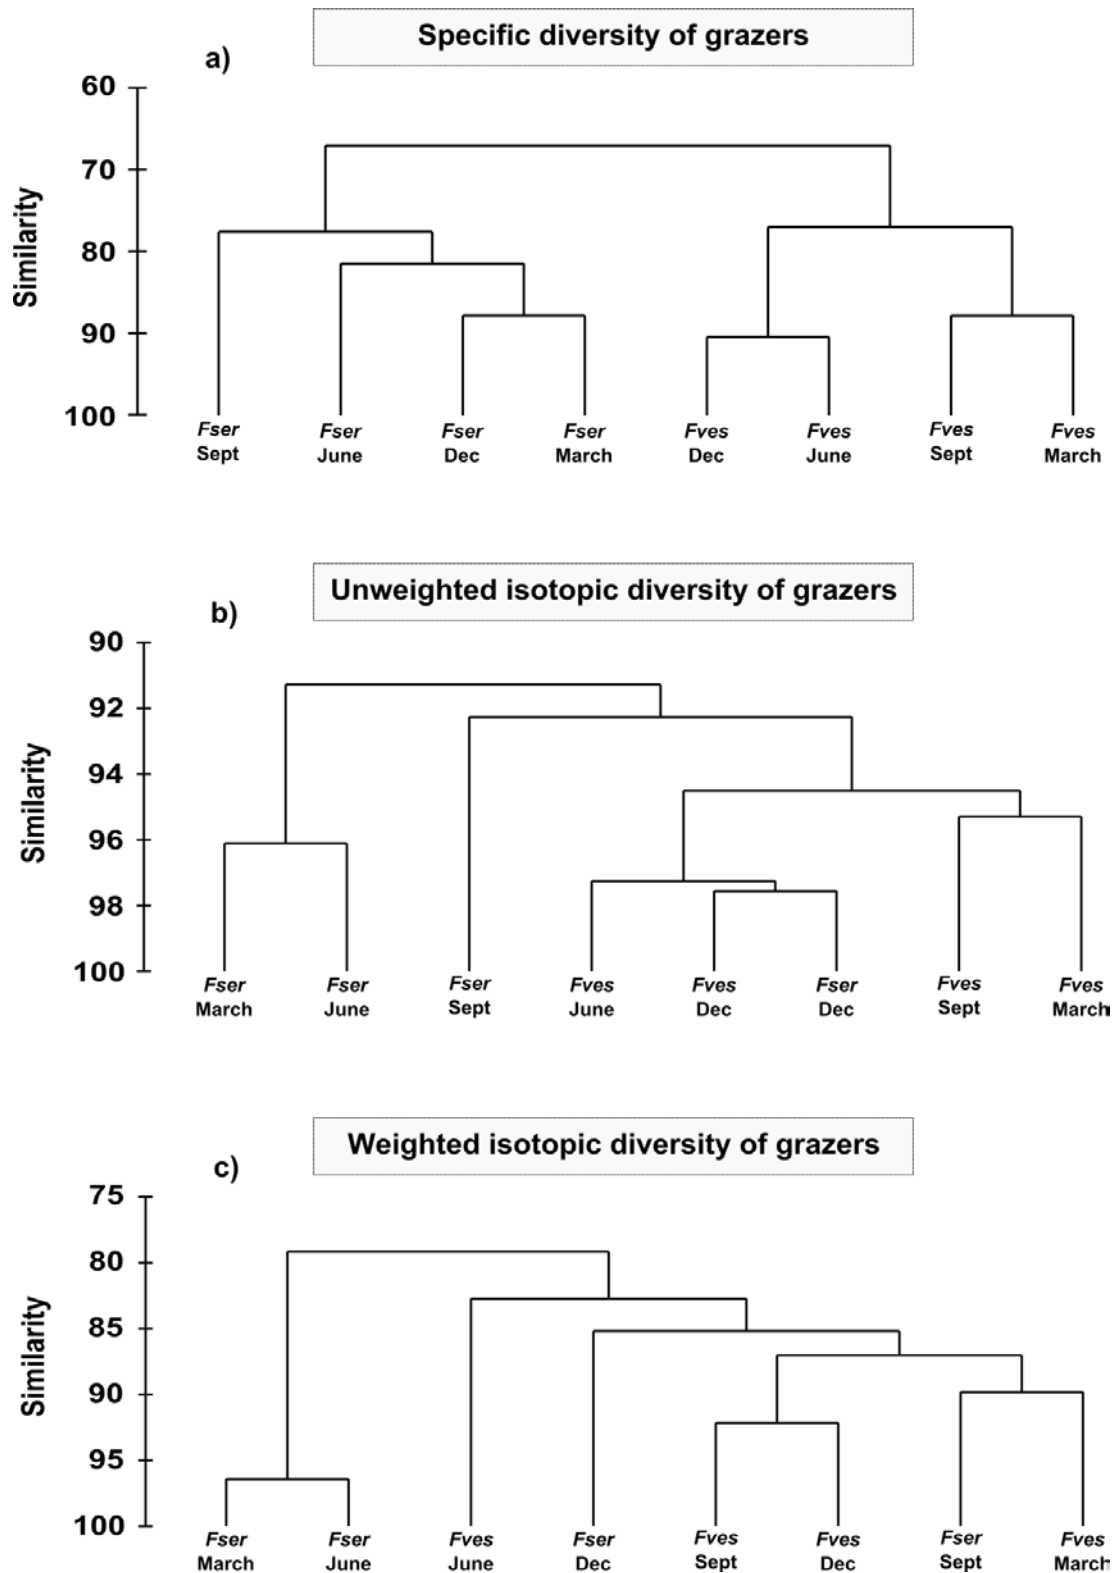 Specific diversity of grazers
a)
60
70
80
90
100
Similarity
Fser Fser Fser Fser Fves Fves Fves Fves
Sept June Dec March Dec June Sept March
Unweighted isotopic diversity of grazers
b)
90
92
94
96
98
100
Similarity
Fser Fser Fser Fves Fves Fser Fves Fves
March June Sept June Dec Dec Sept March
Weighted isotopic diversity of grazers
c)
75
80
85
90
95
100
Similarity
Fser Fser Fves Fser Fves Fves Fser Fves
March June June Dec Sept Dec Sept March